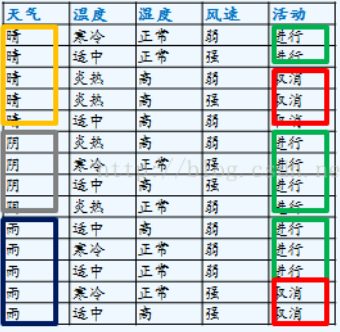 天气 温度 湿度 风速 活动
晴 寒冷 正常 弱 进行
晴 适中 正常 强 进行
晴 炎热 高 弱 取消
晴 炎热 高 强 取消
晴 适中 高 弱 取消
阴 炎热 高 弱 进行
阴 寒冷 正常 强 进行
阴 适中 高 强 进行
阴 炎热 正常 弱 进行
雨 适中 高 弱 进行
雨 寒冷 正常 弱 进行
雨 适中 正常 弱 进行
雨 寒冷 正常 强 取消
雨 适中 高 强 取消